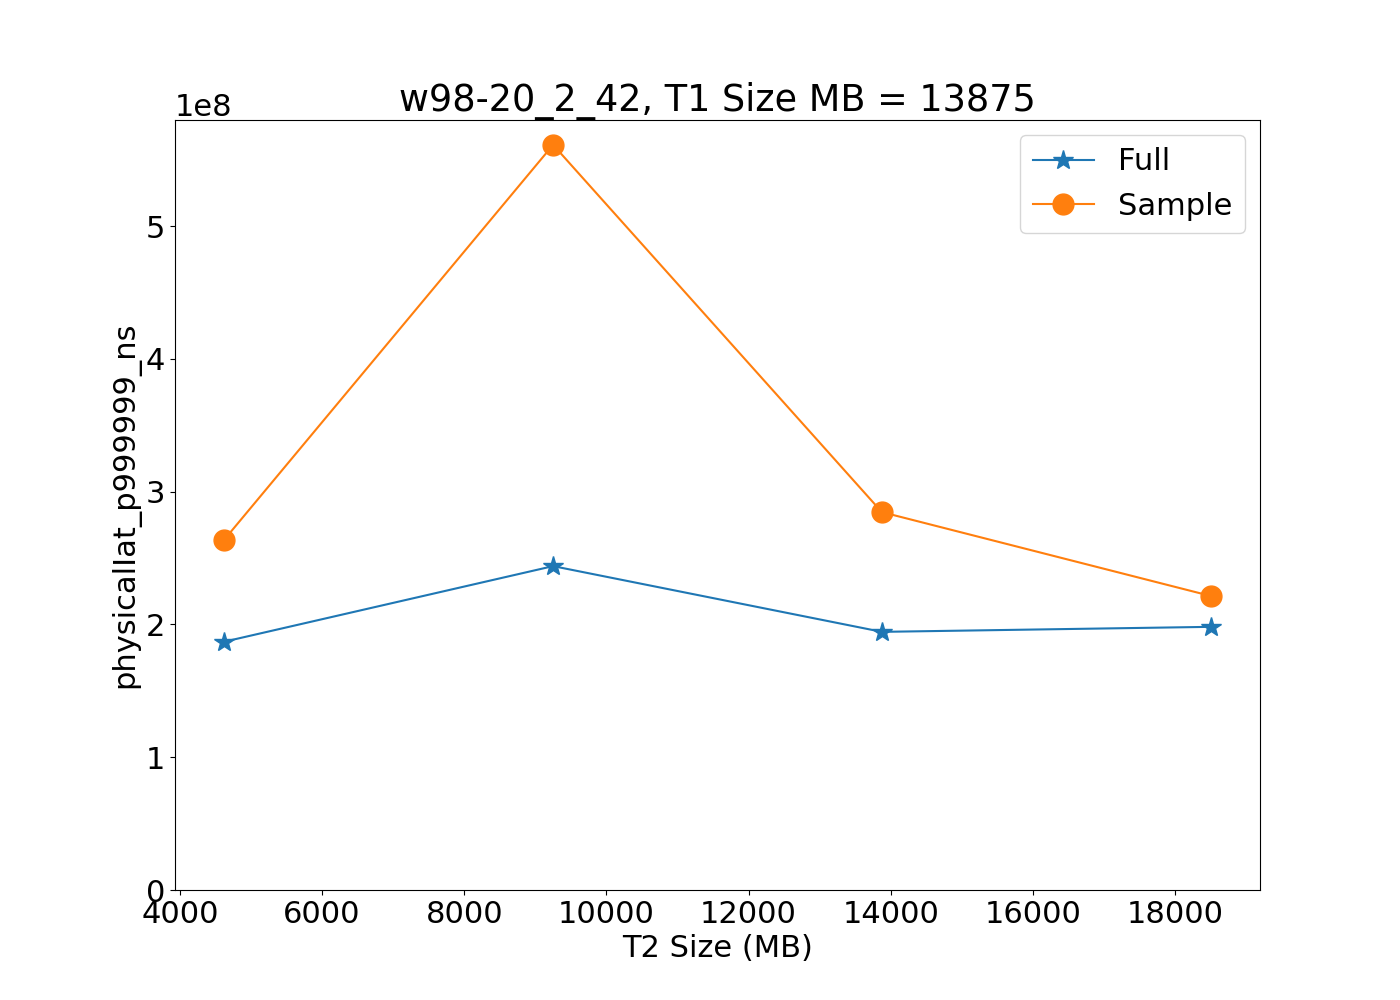 w98-20_2_42, T1 Size MB = 13875
1e8
Full
Sample
5
4
3
2
1
0
physicallat_p999999_ns
4000 6000 8000 10000 12000 14000 16000 18000
T2 Size (MB)